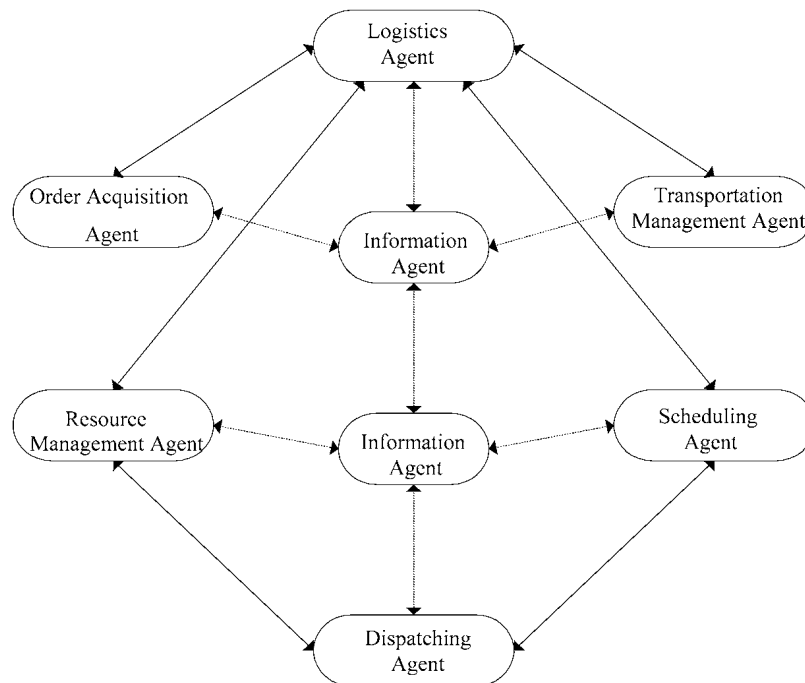 Logistics
Agent
Order Acquisition
Agent
Transportation
Management Agent
Information
Agent
Resource
Management Agent
Information
Agent
Scheduling
Agent
Dispatching
Agent